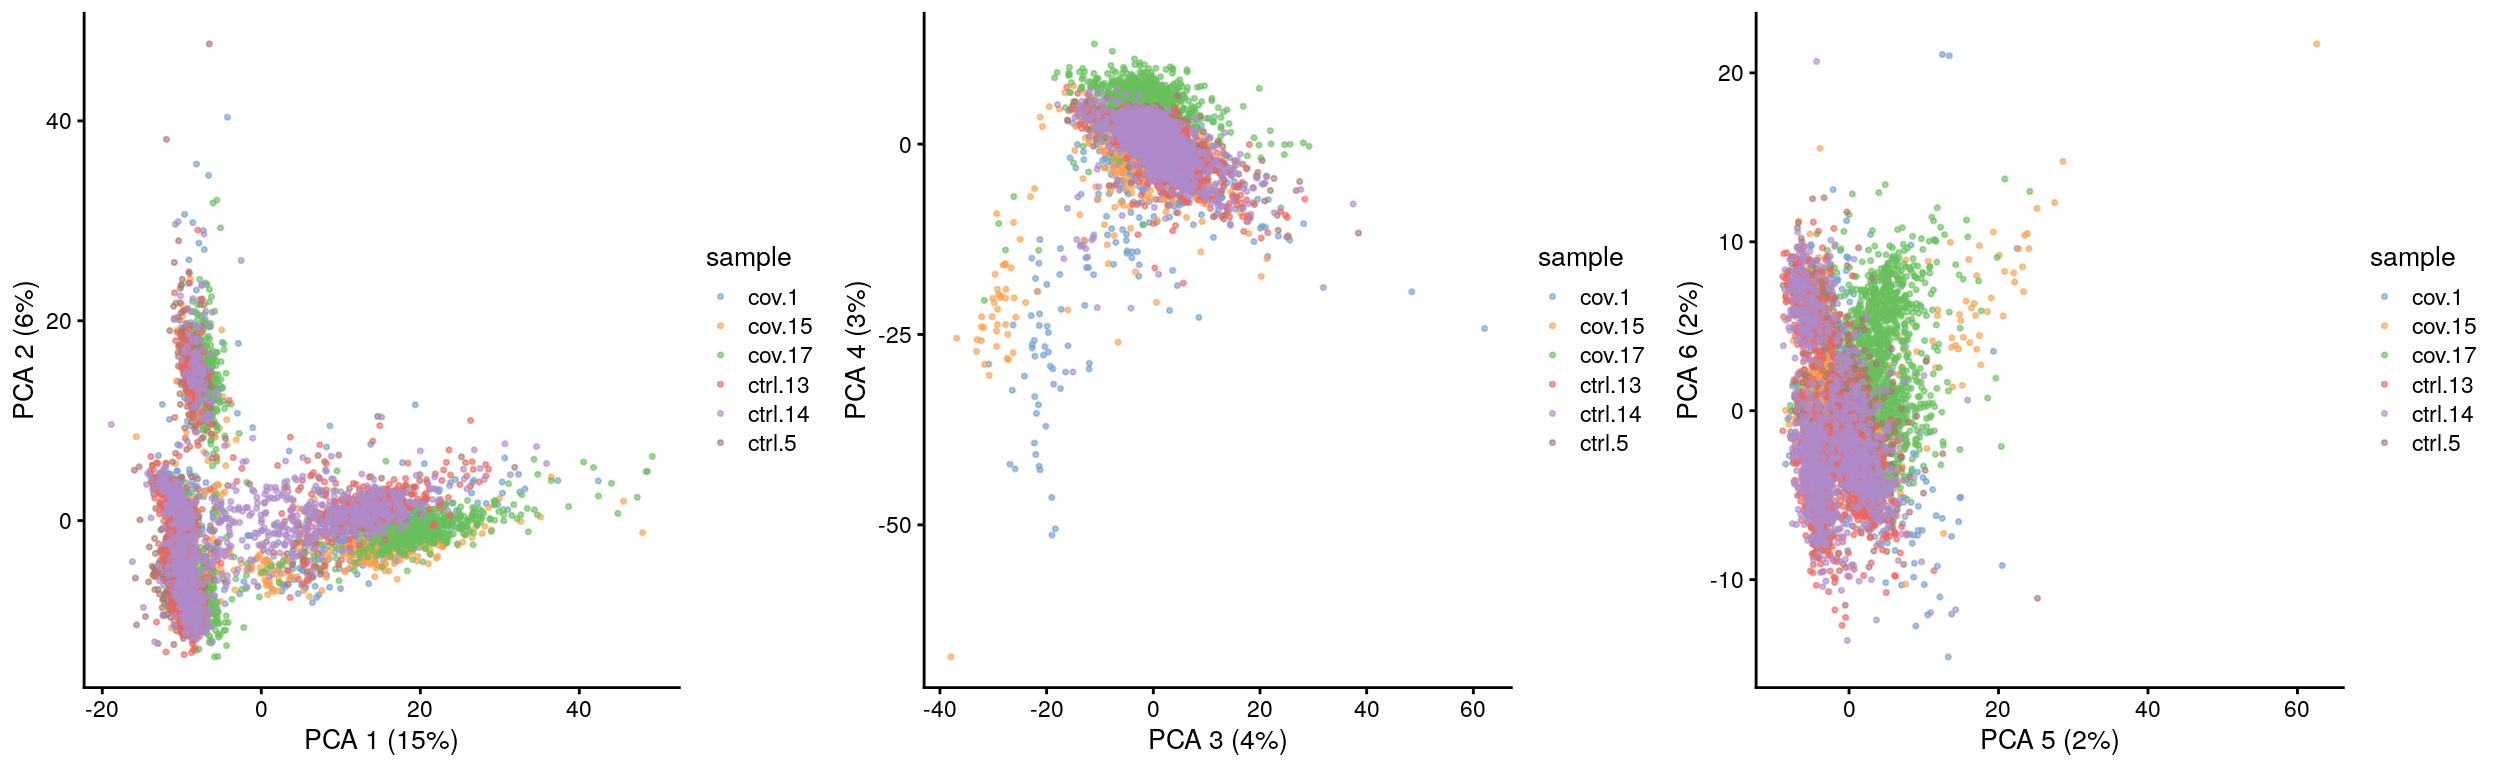 40
20
0
PCA 2 (6%)
-20
0
20
40
PCA 1 (15%)
sample
cov.1
cov.15
cov.17
ctrl.13
ctrl.14
ctrl.5
0
-25
-50
PCA 4 (3%)
-40
-20
0
20
40
60
PCA 3 (4%)
sample
cov.1
cov.15
cov.17
ctrl.13
ctrl.14
ctrl.5
20
10
0
-10
PCA 6 (2%)
0
20
40
60
PCA 5 (2%)
sample
cov.1
cov.15
cov.17
ctrl.13
ctrl.14
ctrl.5